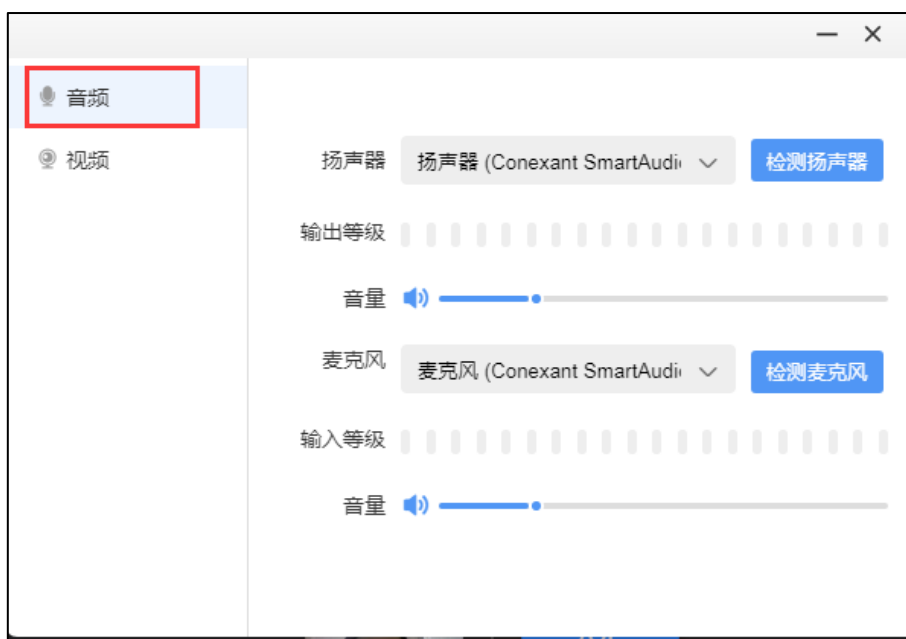 音频
视频
扬声器 扬声器 (Conexant SmartAudi 检测扬声器
输出等级
音量
麦克风 麦克风 (Conexant SmartAudi 检测麦克风
输入等级
音量